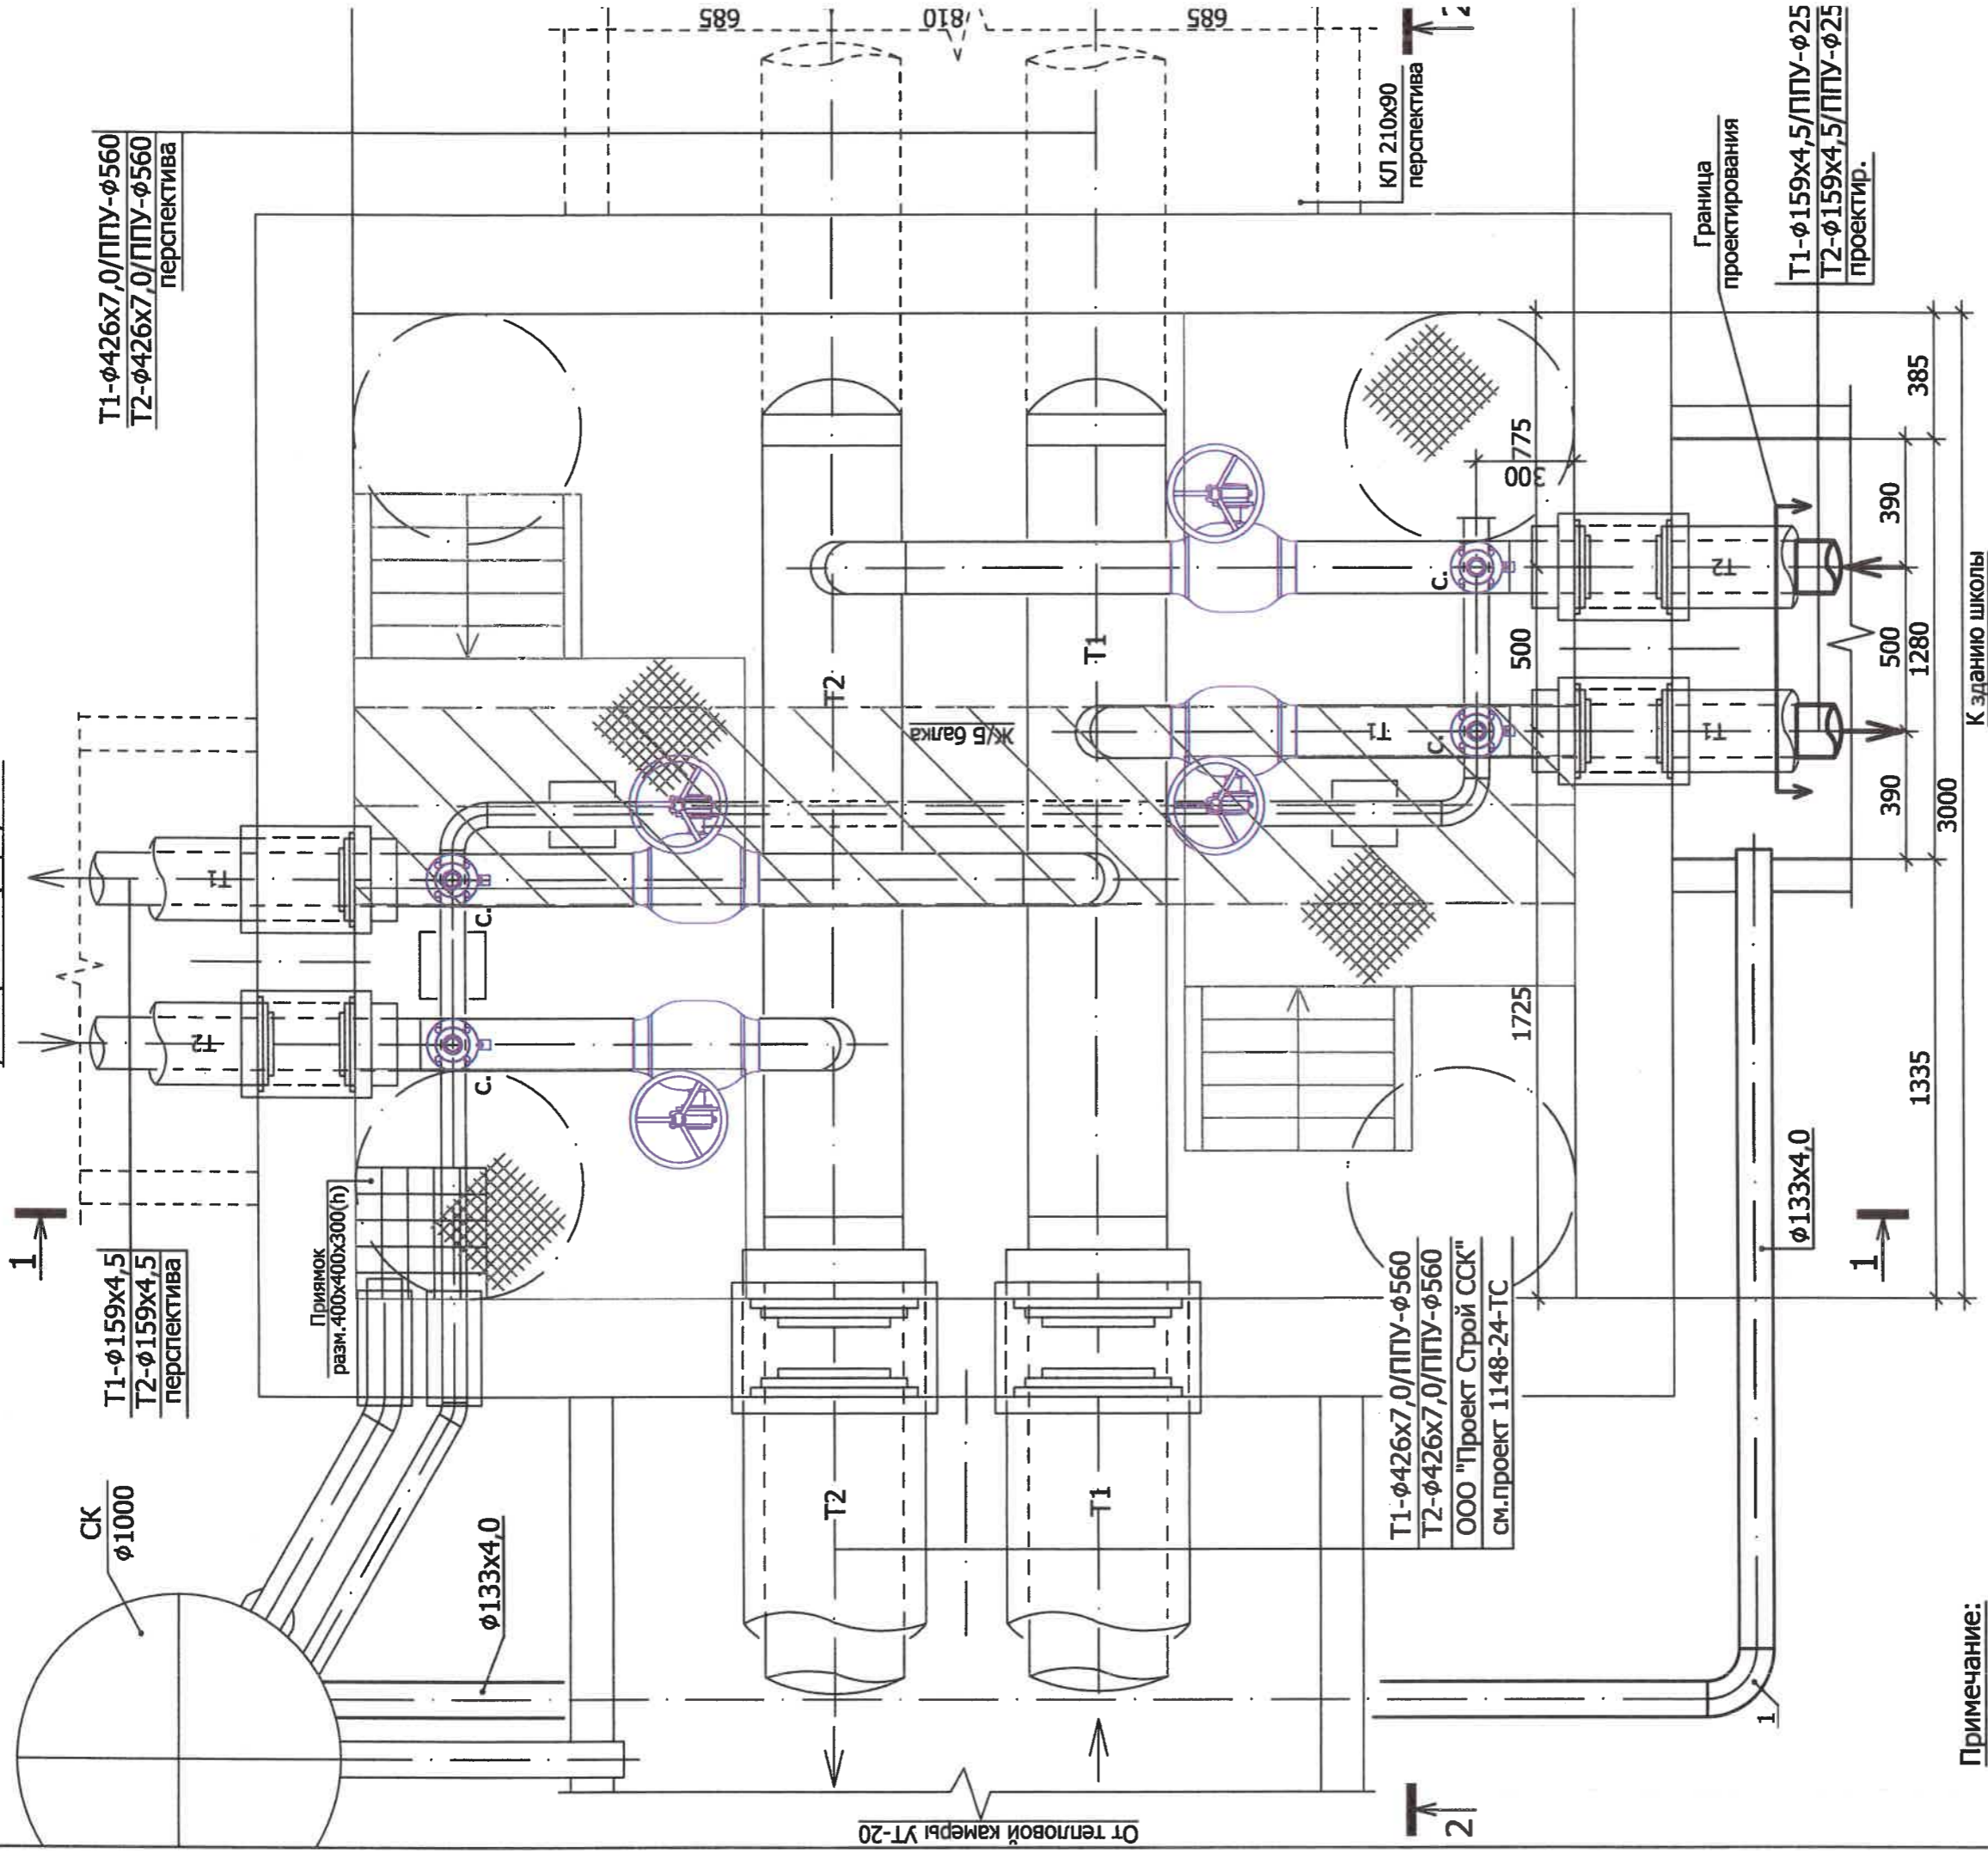 685
810
685
2
Т1-ф426х7,0/ППУ-ф560
Т2-ф426х7,0/ППУ-ф560
перспектива
КЛ 210х90
перспектива
Граница
проектирования
Т1-ф159х4,5/ППУ-ф25
Т2-ф159х4,5/ППУ-ф25
проектир.
385
775
300
390
500
500
1280
390
3000
1335
1725
К зданию школы
Т2
Т1
Ж/Б балка
Т1
Т2
Т1
Т1
Т2
С.
С.
С.
С.
1
Т1-ф159х4,5
Т2-ф159х4,5
перспектива
Приямок
разм.400х400х300(h)
СК
ф1000
ф133х4,0
Т2
Т1
Т1-ф426х7,0/ППУ-ф560
Т2-ф426х7,0/ППУ-ф560
ООО "Проект Строй ССК"
см.проект 1148-24-ТС
ф133х4,0
1
1
2
От тепловой камеры УТ-20
Примечание: